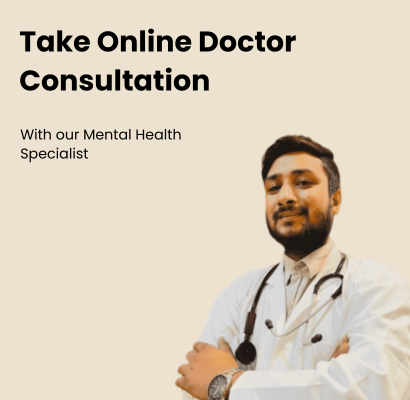 Take Online Doctor
Consultation
With our Mental Health
Specialist